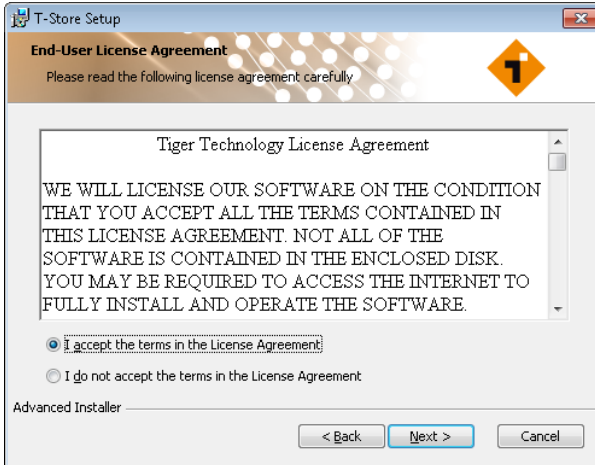 T-Store Setup
End-User License Agreement
Please read the following license agreement carefully
Tiger Technology License Agreement
WE WILL LICENSE OUR SOFTWARE ON THE CONDITION
THAT YOU ACCEPT ALL THE TERMS CONTAINED IN
THIS LICENSE AGREEMENT. NOT ALL OF THE
SOFTWARE IS CONTAINED IN THE ENCLOSED DISK.
YOU MAY BE REQUIRED TO ACCESS THE INTERNET TO
FULLY INSTALL AND OPERATE THE SOFTWARE.
I accept the terms in the License Agreement
I do not accept the terms in the License Agreement
Advanced Installer
< Back Next > Cancel